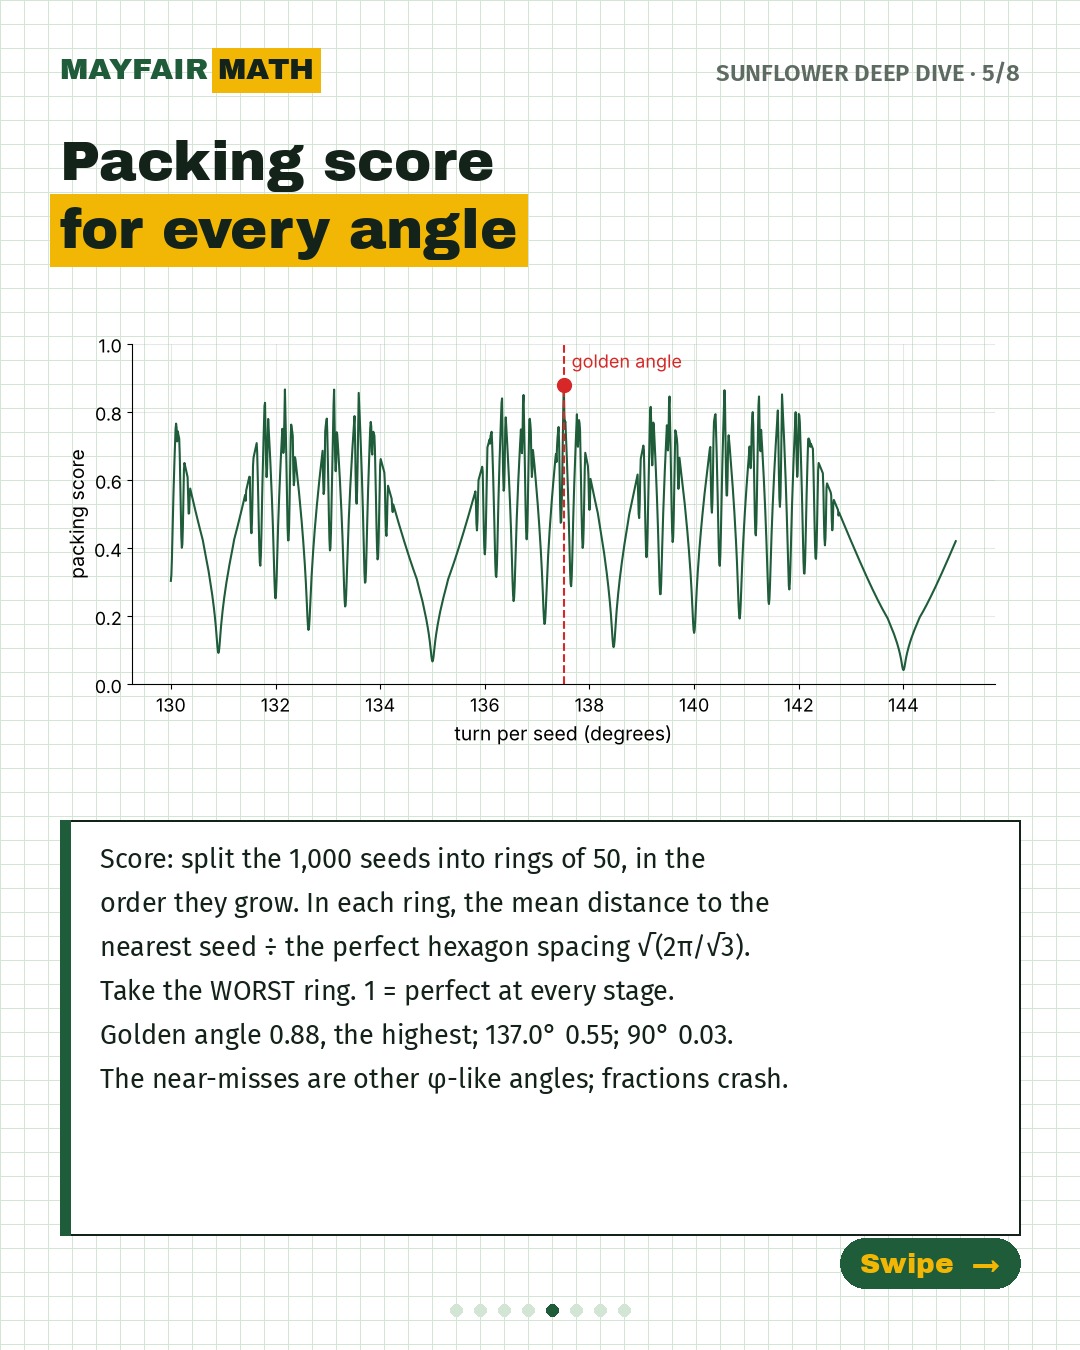 MAYFAIR MATH
SUNFLOWER DEEP DIVE · 5/8
Packing score
for every angle
golden angle
packing score
1.0
0.8
0.6
0.4
0.2
0.0
130 132 134 136 138 140 142 144
turn per seed (degrees)
Score: split the 1,000 seeds into rings of 50, in the
order they grow. In each ring, the mean distance to the
nearest seed ÷ the perfect hexagon spacing √(2π/√3).
Take the WORST ring. 1 = perfect at every stage.
Golden angle 0.88, the highest; 137.0° 0.55; 90° 0.03.
The near-misses are other φ-like angles; fractions crash.
Swipe →